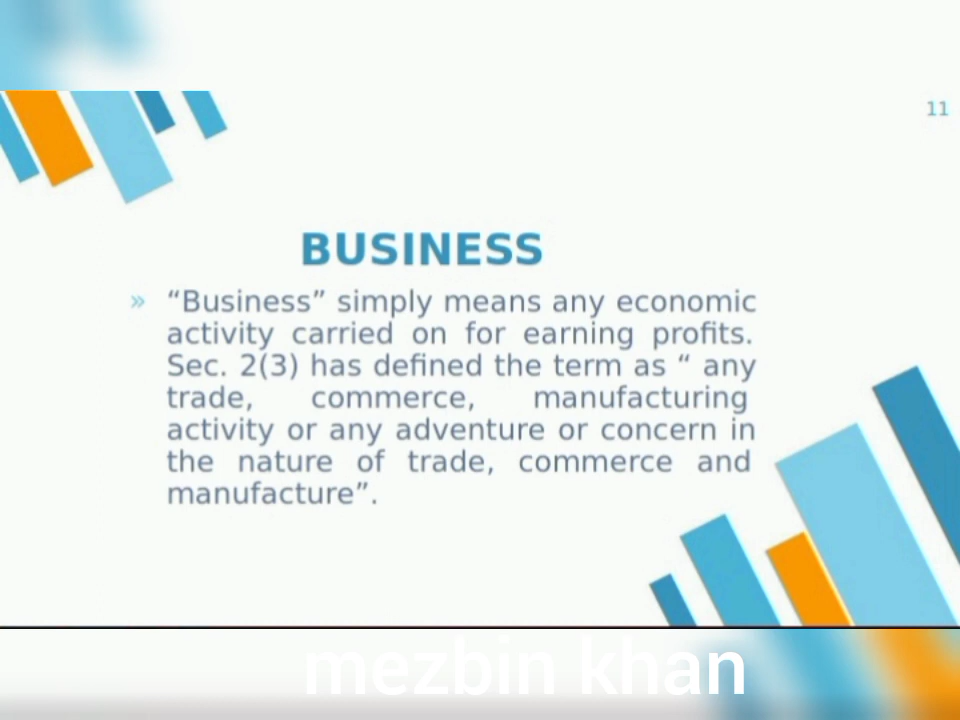 11
BUSINESS
» “Business” simply means any economic
activity carried on for earning profits.
Sec. 2(3) has defined the term as “ any
trade, commerce, manufacturing
activity or any adventure or concern in
the nature of trade, commerce and
manufacture”.
mezbin khan